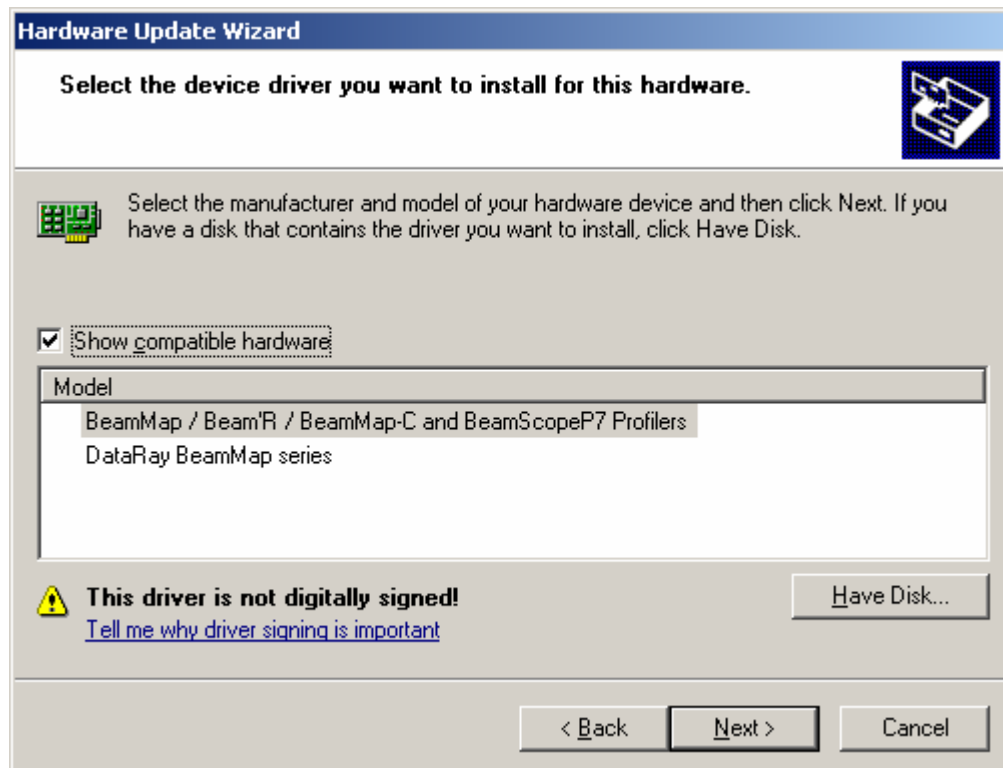 Hardware Update Wizard
Select the device driver you want to install for this hardware.
Select the manufacturer and model of your hardware device and then click Next. If you
have a disk that contains the driver you want to install, click Have Disk.
Show compatible hardware
Model
BeamMap / Beam'R / BeamMap-C and BeamScopeP7 Profilers
DataRay BeamMap series
This driver is not digitally signed!
Have Disk...
Tell me why driver signing is important
< Back
Next >
Cancel